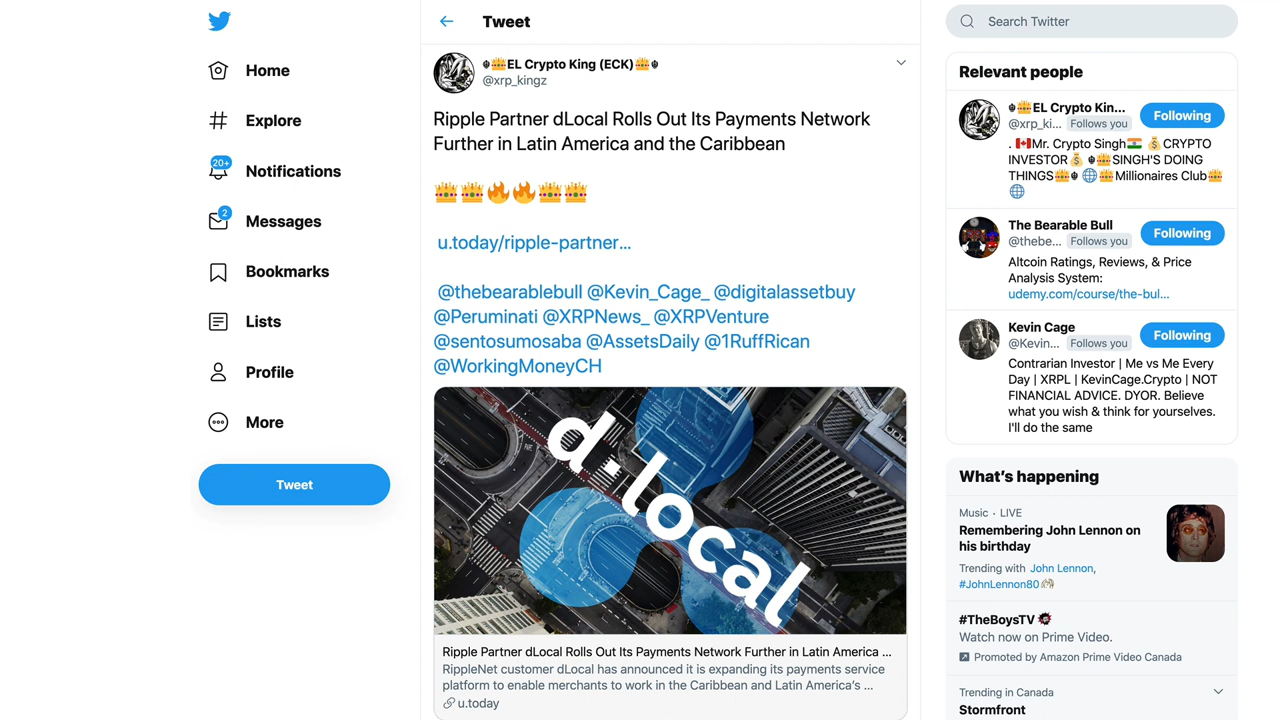 Home
Explore
20+
Notifications
2
Messages
Bookmarks
Lists
Profile
More
Tweet
Tweet
EL Crypto King (ECK)
@xrp_kingz
Ripple Partner dLocal Rolls Out Its Payments Network
Further in Latin America and the Caribbean
👑👑🔥🔥👑👑
u.today/ripple-partner...
@thebearablebull @Kevin_Cage_ @digitalassetbuy
@Peruminati @XRPNews_ @XRPVenture
@sentosumosaba @AssetsDaily @1RuffRican
@WorkingMoneyCH
d·local
Ripple Partner dLocal Rolls Out Its Payments Network Further in Latin America ...
RippleNet customer dLocal has announced it is expanding its payments service
platform to enable merchants to work in the Caribbean and Latin America's ...
u.today
Search Twitter
Relevant people
☬👑EL Crypto Kin...
@xrp_ki... Follows you
Following
. 🇨🇦Mr. Crypto Singh🇮🇳 💰CRYPTO
INVESTOR💰 ☬👑SINGH'S DOING
THINGS👑☬ 🌐👑Millionaires Club👑
🌐
The Bearable Bull
@thebe... Follows you
Following
Altcoin Ratings, Reviews, & Price
Analysis System:
udemy.com/course/the-bul...
Kevin Cage
@Kevin... Follows you
Following
Contrarian Investor | Me vs Me Every
Day | XRPL | KevinCage.Crypto | NOT
FINANCIAL ADVICE. DYOR. Believe
what you wish & think for yourselves.
I'll do the same
What's happening
Music · LIVE
Remembering John Lennon on
his birthday
Trending with John Lennon,
#JohnLennon80
#TheBoysTV
Watch now on Prime Video.
Promoted by Amazon Prime Video Canada
Trending in Canada
Stormfront